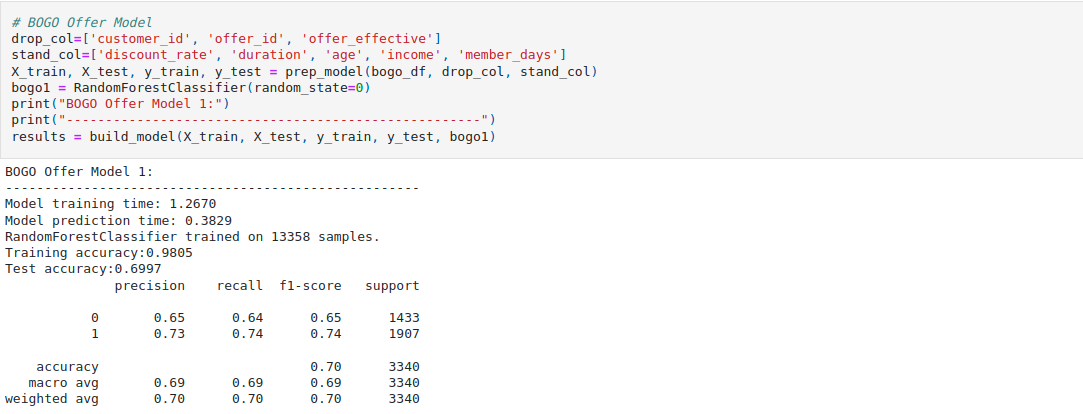 # BOGO Offer Model
drop_col=['customer_id', 'offer_id', 'offer_effective']
stand_col=['discount_rate', 'duration', 'age', 'income', 'member_days']
X_train, X_test, y_train, y_test = prep_model(bogo_df, drop_col, stand_col)
bogo1 = RandomForestClassifier(random_state=0)
print("BOGO Offer Model 1:")
print("-----------------------------------------------------")
results = build_model(X_train, X_test, y_train, y_test, bogo1)
BOGO Offer Model 1:
-----------------------------------------------------
Model training time: 1.2670
Model prediction time: 0.3829
RandomForestClassifier trained on 13358 samples.
Training accuracy:0.9805
Test accuracy:0.6997
              precision    recall  f1-score   support
           0       0.65      0.64      0.65      1433
           1       0.73      0.74      0.74      1907
    accuracy                           0.70      3340
   macro avg       0.69      0.69      0.69      3340
weighted avg       0.70      0.70      0.70      3340